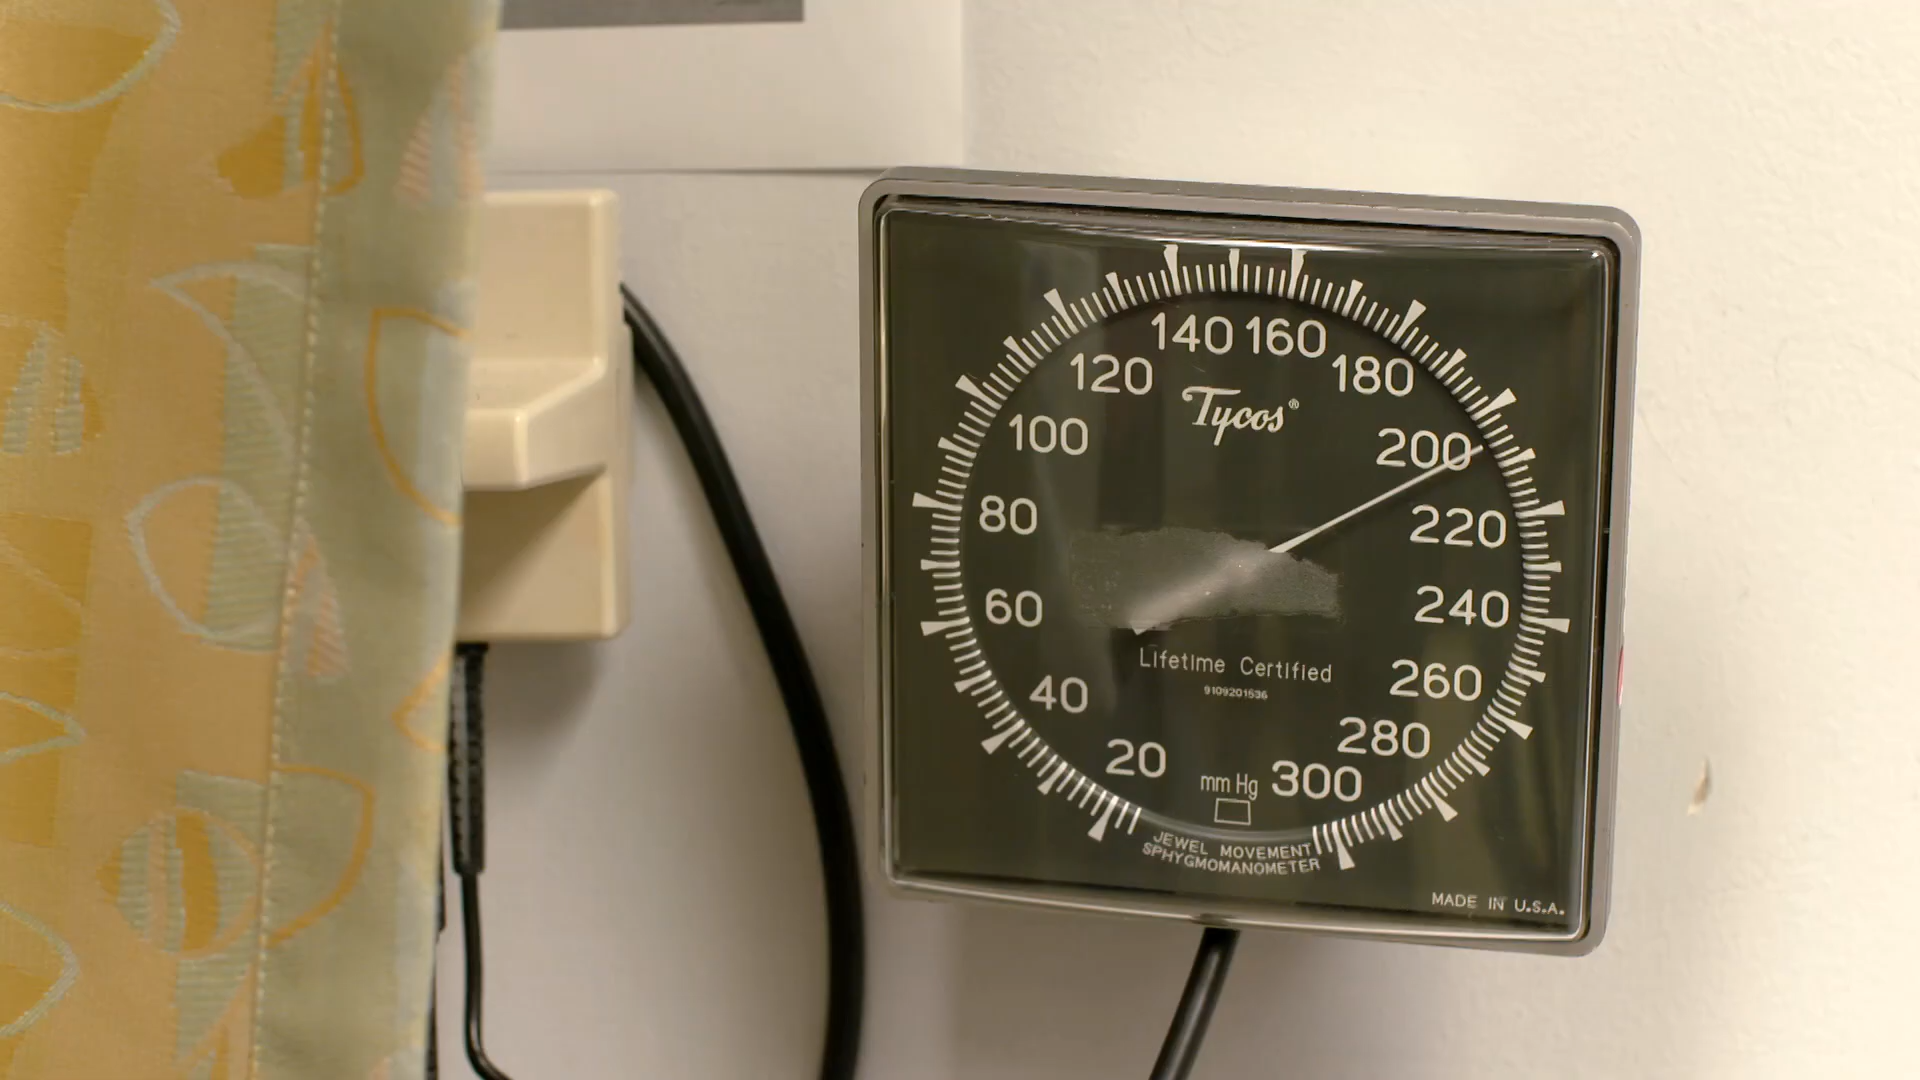 140 160
120 180
Tycos®
100 200
80 220
60 240
Lifetime Certified
9109201536
40 260
20 280
mm Hg 300
JEWEL MOVEMENT
SPHYGMOMANOMETER
MADE IN U.S.A.